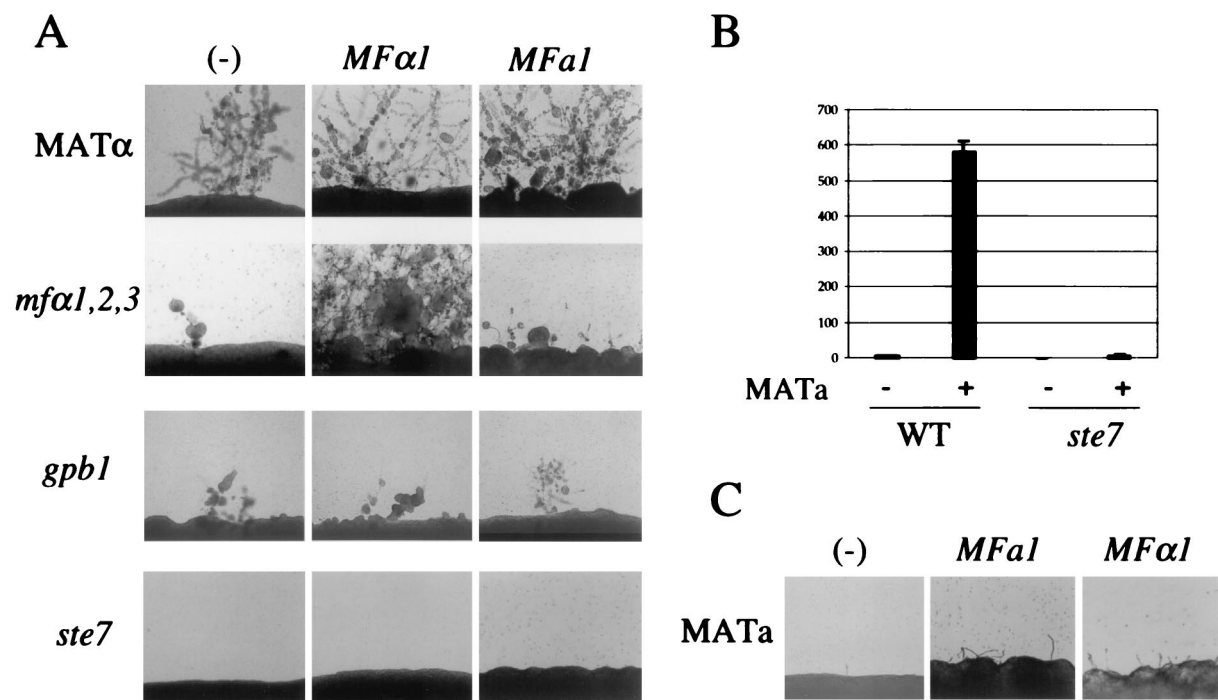 A
(-) MFα1 MFa1
MATα
mfα1,2,3
gpb1
ste7
B
700
600
500
400
300
200
100
0
MATa - + - +
WT ste7
C
(-) MFa1 MFα1
MATa